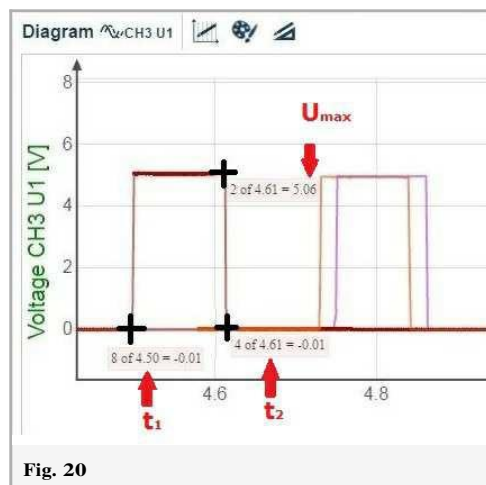 Diagram CH3 U1
8
6
4
2
0
Voltage CH3 U1 [V]
Umax
2 of 4.61 = 5.06
8 of 4.50 = -0.01
4 of 4.61 = -0.01
t1
t2
4.6
4.8
Fig. 20